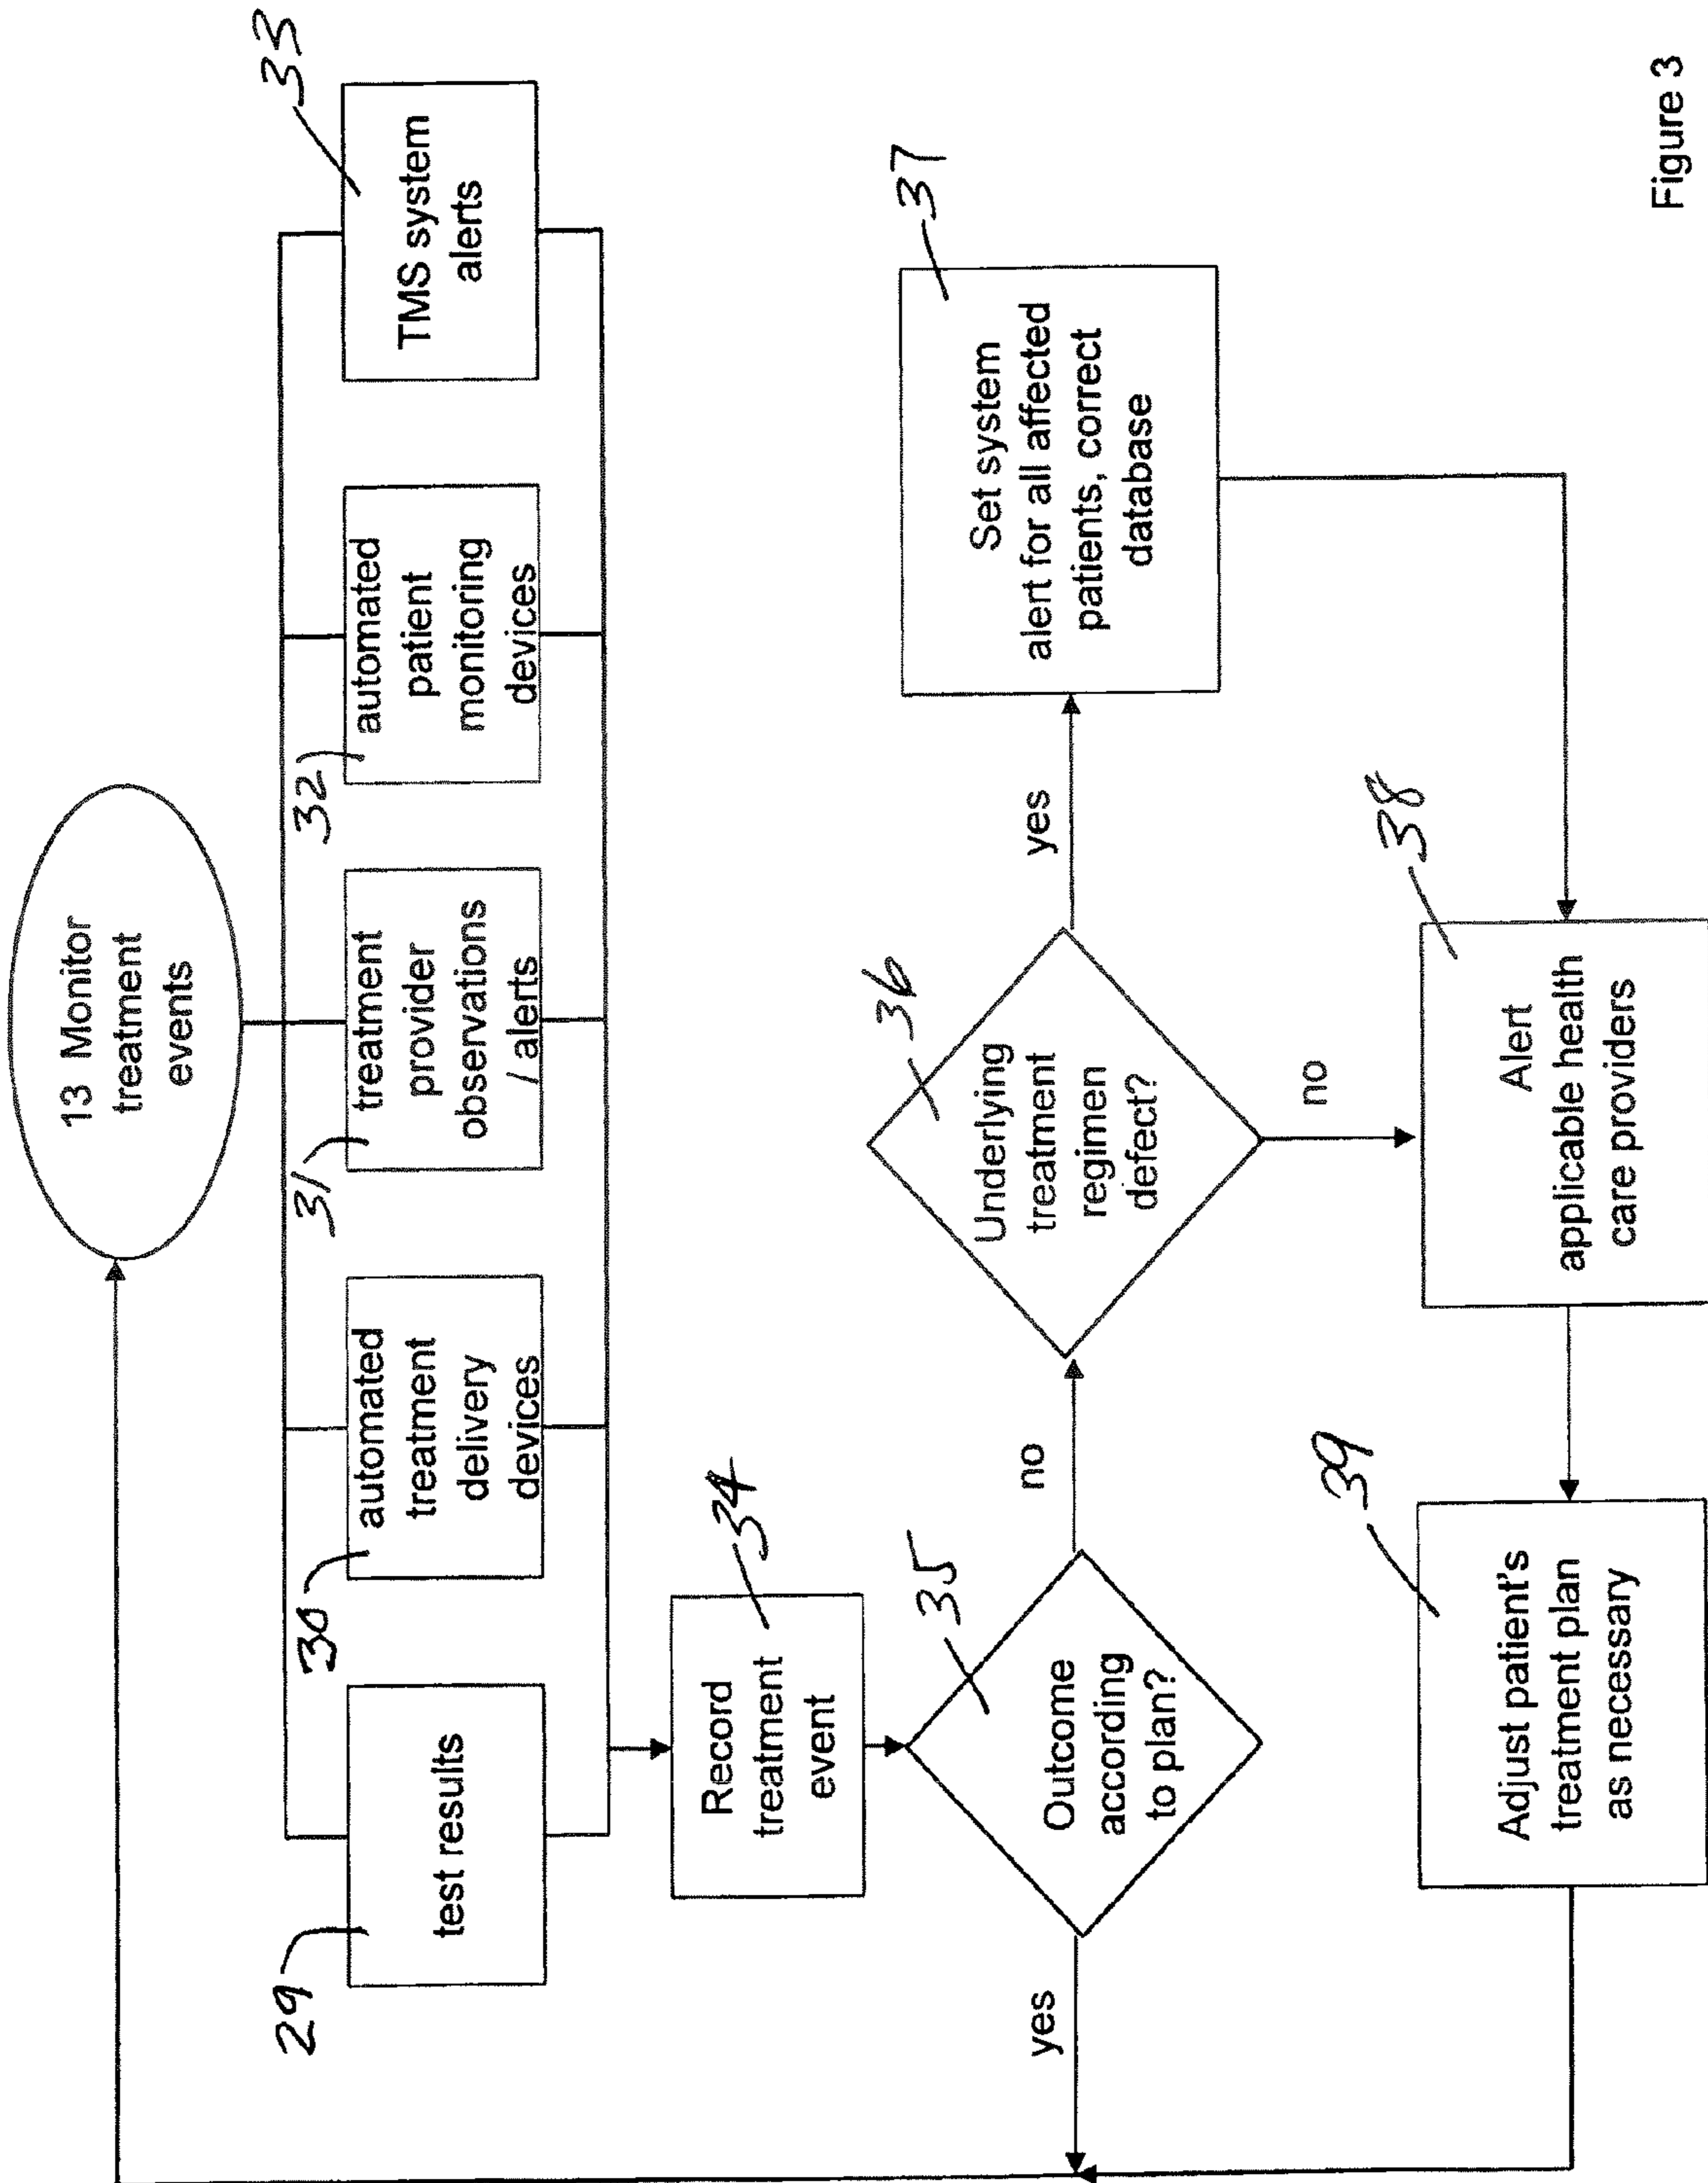 13 Monitor
treatment
events
29
test results
30
automated
treatment
delivery
devices
31
treatment
provider
observations
/ alerts
32
automated
patient
monitoring
devices
33
TMS system
alerts
Record
treatment
event
34
Outcome
according
to plan?
35
yes
no
Underlying
treatment
regimen
defect?
36
yes
no
Set system
alert for all affected
patients, correct
database
37
Alert
applicable health
care providers
38
Adjust patient's
treatment plan
as necessary
39
Figure 3